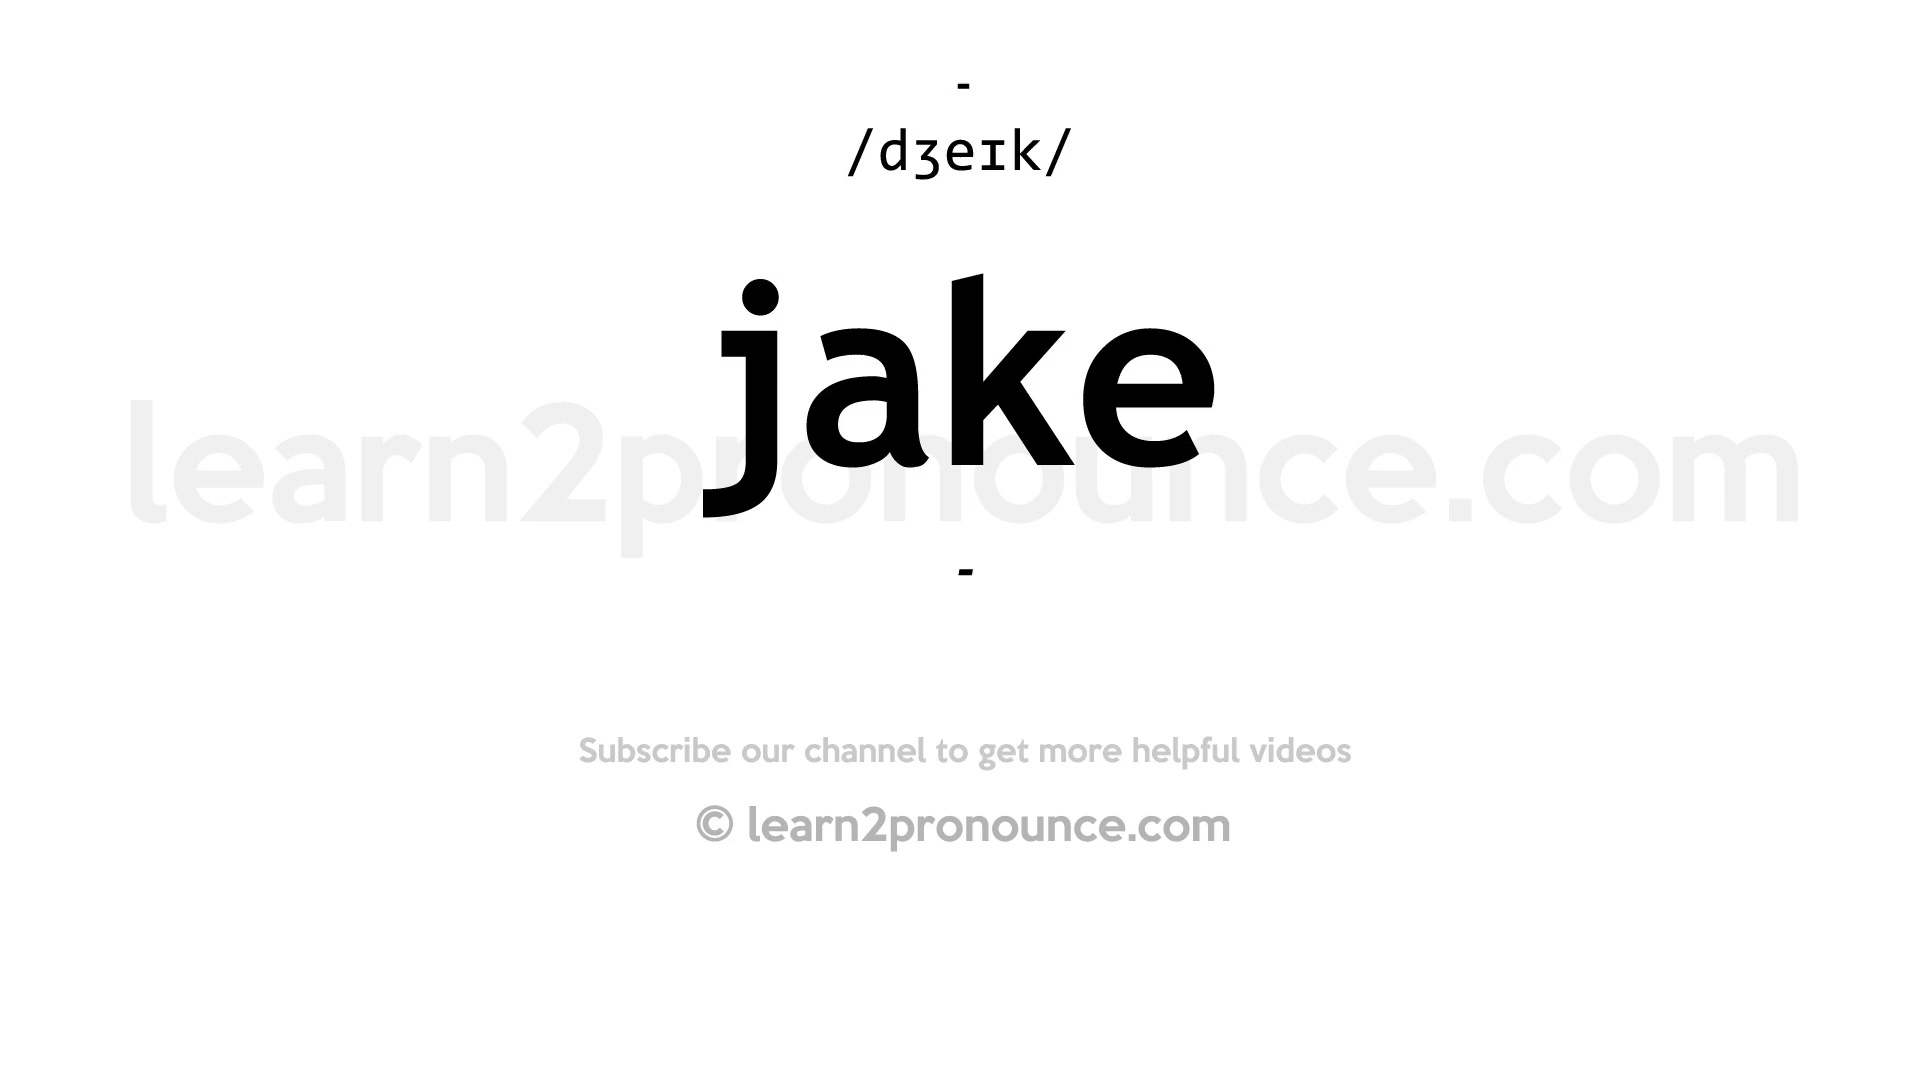 -
/dʒeɪk/
jake
learn2pronounce.com
-
Subscribe our channel to get more helpful videos
© learn2pronounce.com